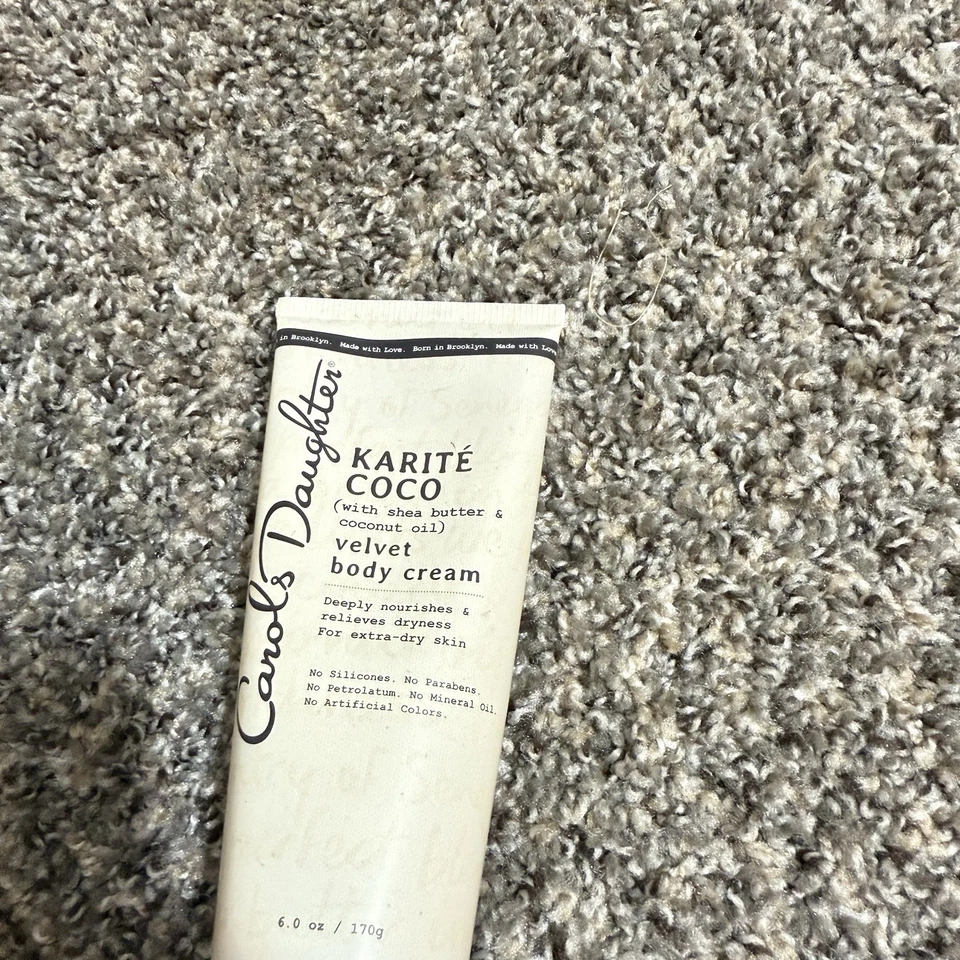 in Brooklyn. Made with Love. Born in Brooklyn. Made with Love
Carol's Daughter®
KARITÉ
COCO
(with shea butter &
coconut oil)
velvet
body cream
Deeply nourishes &
relieves dryness
For extra-dry skin
No Silicones. No Parabens.
No Petrolatum. No Mineral Oil.
No Artificial Colors.
6.0 oz / 170g